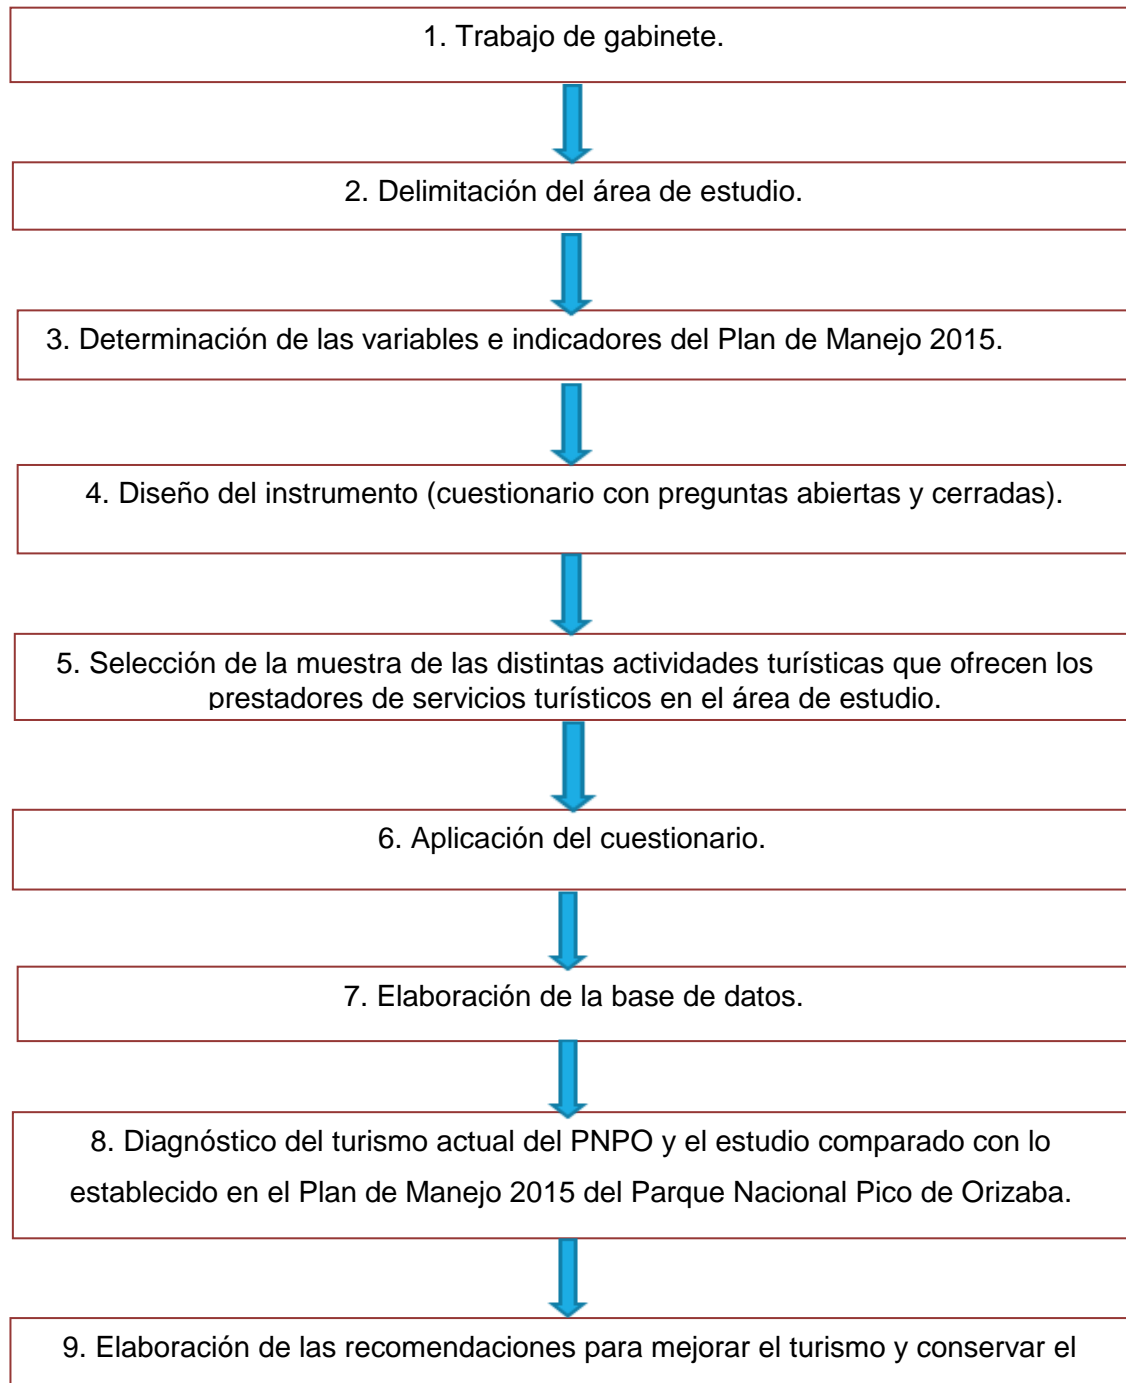 1. Trabajo de gabinete.
2. Delimitación del área de estudio.
3. Determinación de las variables e indicadores del Plan de Manejo 2015.
4. Diseño del instrumento (cuestionario con preguntas abiertas y cerradas).
5. Selección de la muestra de las distintas actividades turísticas que ofrecen los
prestadores de servicios turísticos en el área de estudio.
6. Aplicación del cuestionario.
7. Elaboración de la base de datos.
8. Diagnóstico del turismo actual del PNPO y el estudio comparado con lo
establecido en el Plan de Manejo 2015 del Parque Nacional Pico de Orizaba.
9. Elaboración de las recomendaciones para mejorar el turismo y conservar el